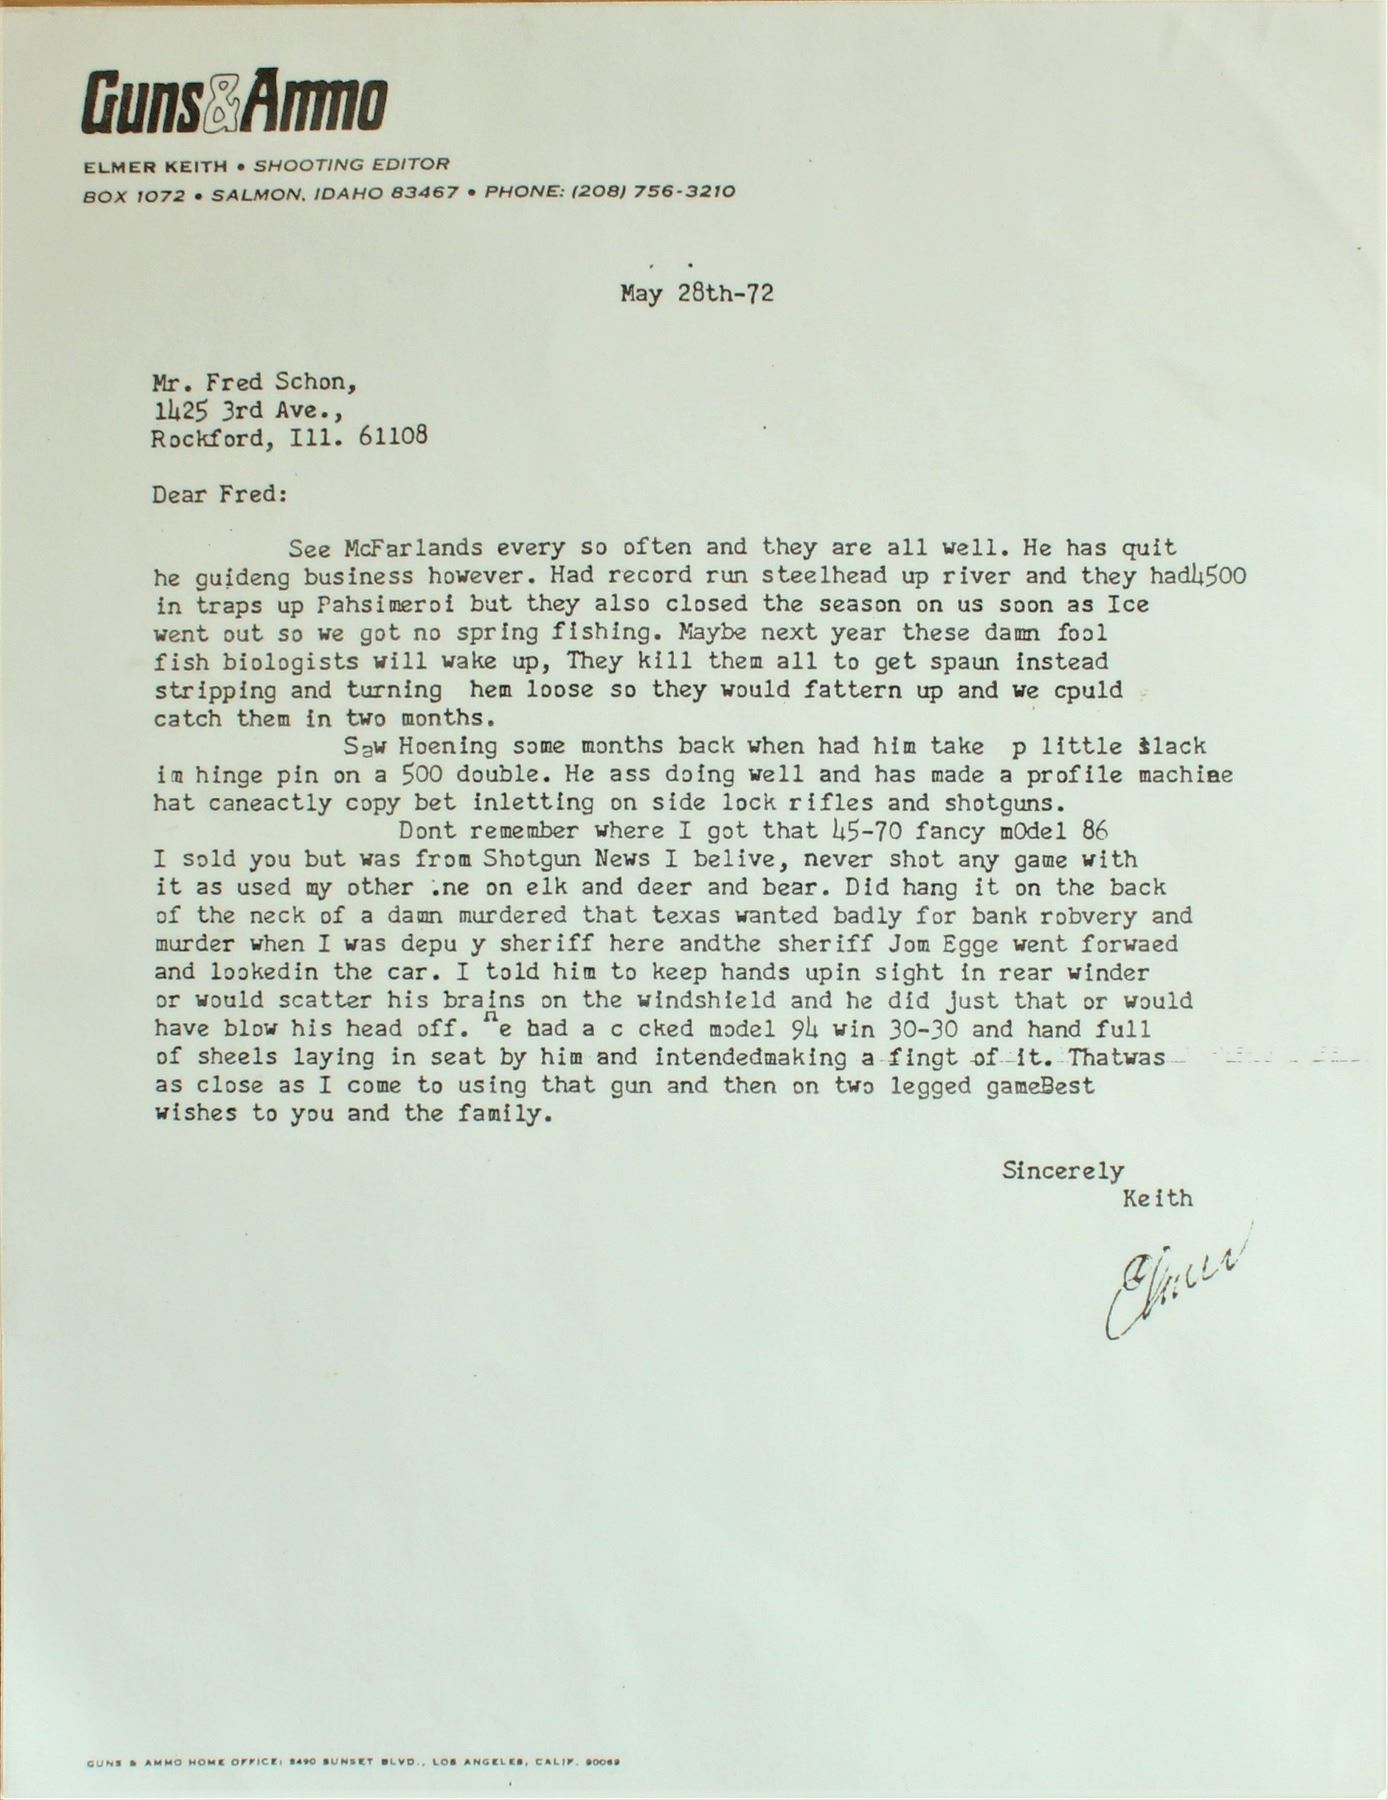 Guns&Ammo
ELMER KEITH • SHOOTING EDITOR
BOX 1072 • SALMON, IDAHO 83467 • PHONE: (208) 756-3210
May 28th-72
Mr. Fred Schon,
1425 3rd Ave.,
Rockford, Ill. 61108
Dear Fred:
See McFarlands every so often and they are all well. He has quit
he guideng business however. Had record run steelhead up river and they had4500
in traps up Pahsimeroi but they also closed the season on us soon as Ice
went out so we got no spring fishing. Maybe next year these damn fool
fish biologists will wake up, They kill them all to get spaun instead
stripping and turning hem loose so they would fattern up and we cpuld
catch them in two months.
Saw Hoening some months back when had him take p little slack
im hinge pin on a 500 double. He ass doing well and has made a profile machine
hat caneactly copy bet inletting on side lock rifles and shotguns.
Dont remember where I got that 45-70 fancy mOdel 86
I sold you but was from Shotgun News I belive, never shot any game with
it as used my other .ne on elk and deer and bear. Did hang it on the back
of the neck of a damn murdered that texas wanted badly for bank robvery and
murder when I was depu y sheriff here andthe sheriff Jom Egge went forwaed
and lookedin the car. I told him to keep hands upin sight in rear winder
or would scatter his brains on the windshield and he did just that or would
have blow his head off. He had a c cked model 94 win 30-30 and hand full
of sheels laying in seat by him and intendedmaking a fingt of it. Thatwas
as close as I come to using that gun and then on two legged gameBest
wishes to you and the family.
Sincerely
Keith
Elmer
GUNS & AMMO HOME OFFICE: 8490 SUNSET BLVD., LOS ANGELES, CALIF. 90069